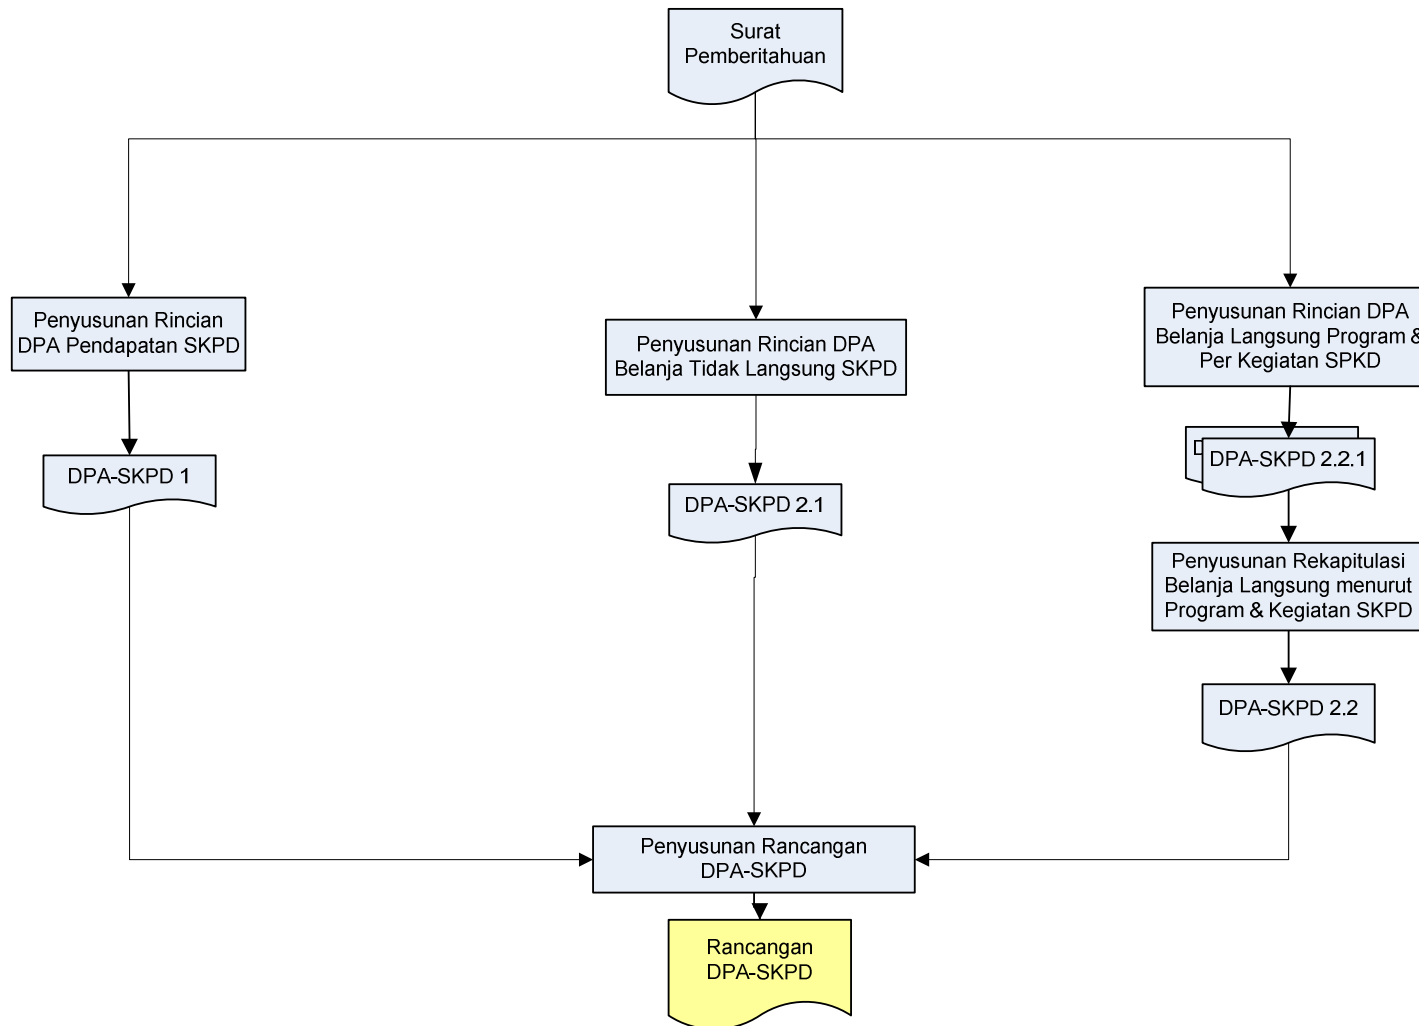 Surat
Pemberitahuan
Penyusunan Rincian
DPA Pendapatan SKPD
Penyusunan Rincian DPA
Belanja Tidak Langsung SKPD
Penyusunan Rincian DPA
Belanja Langsung Program &
Per Kegiatan SPKD
DPA-SKPD 1
DPA-SKPD 2.1
D
DPA-SKPD 2.2.1
Penyusunan Rekapitulasi
Belanja Langsung menurut
Program & Kegiatan SKPD
DPA-SKPD 2.2
Penyusunan Rancangan
DPA-SKPD
Rancangan
DPA-SKPD